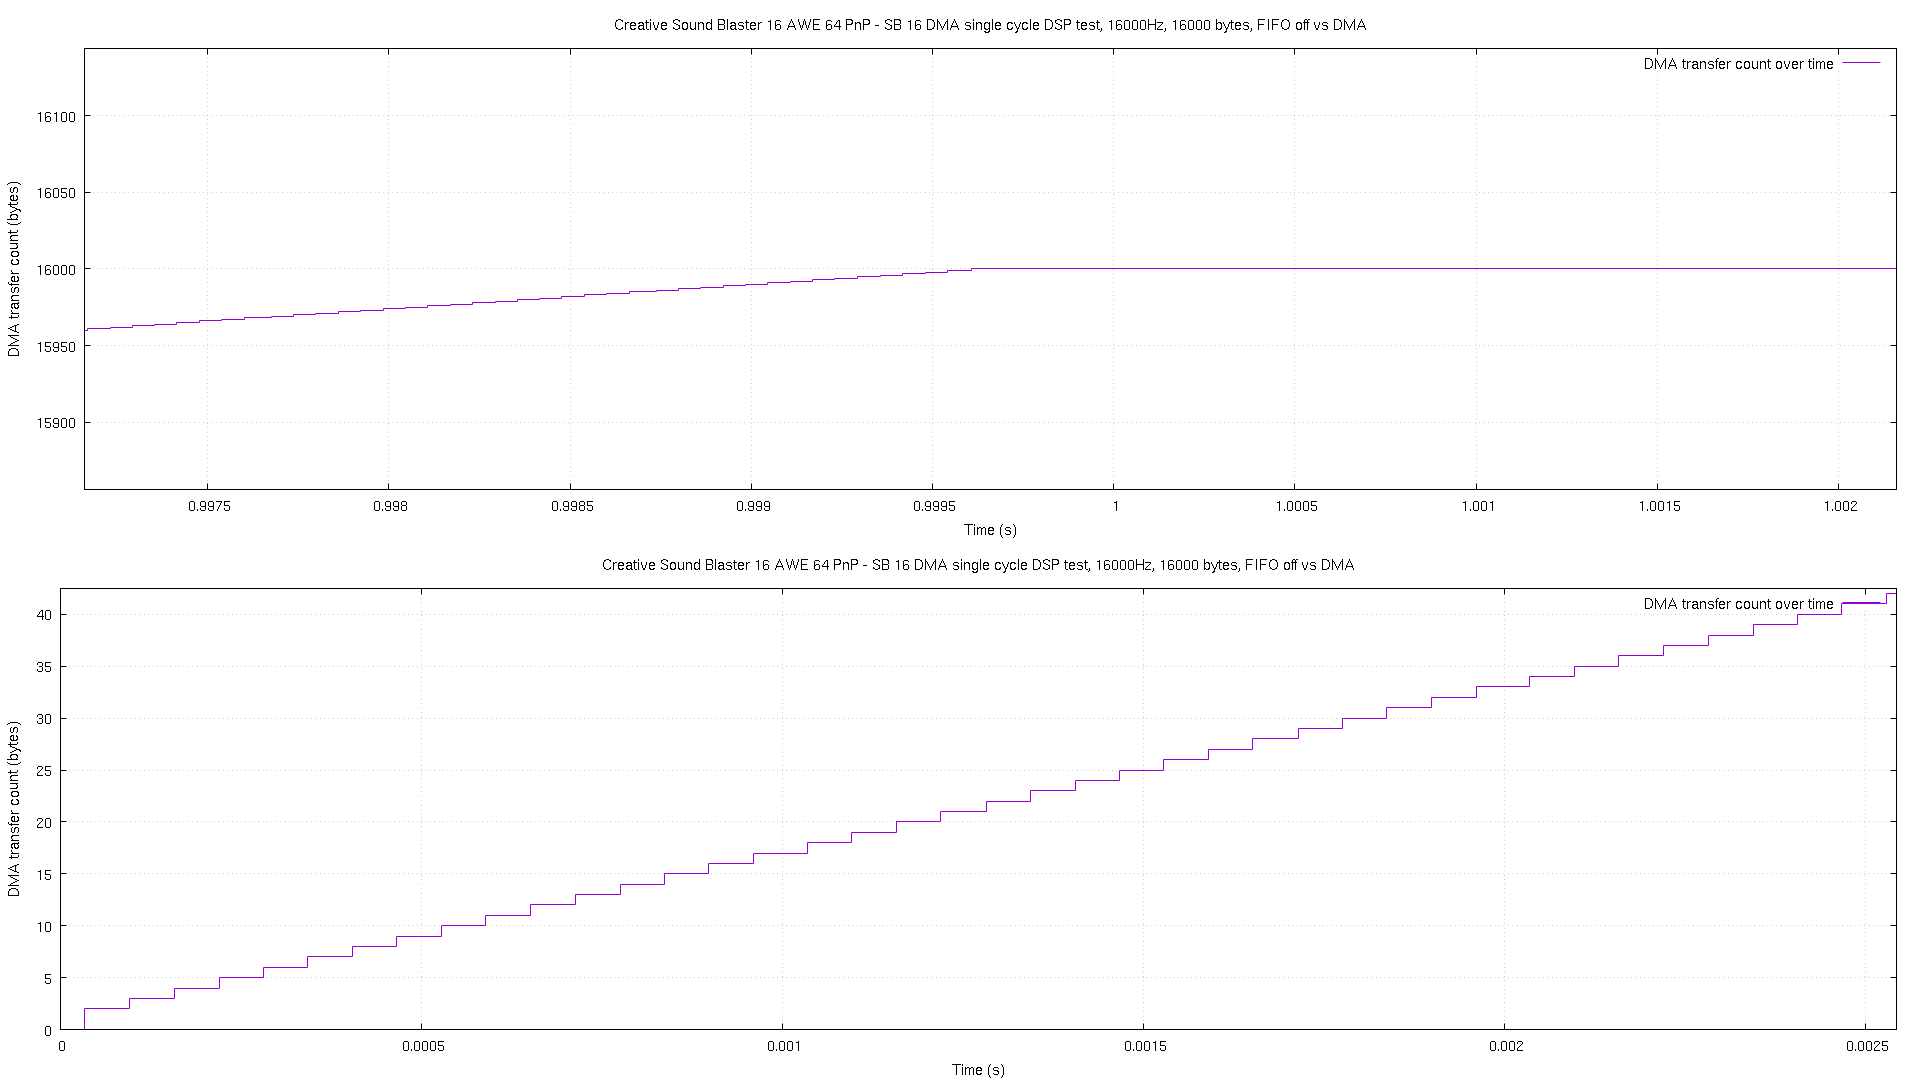 Creative Sound Blaster 16 AWE 64 PnP - SB 16 DMA single cycle DSP test, 16000Hz, 16000 bytes, FIFO off vs DMA
DMA transfer count over time
DMA transfer count (bytes)
16100
16050
16000
15950
15900
0.9975 0.998 0.9985 0.999 0.9995 1 1.0005 1.001 1.0015 1.002
Time (s)
Creative Sound Blaster 16 AWE 64 PnP - SB 16 DMA single cycle DSP test, 16000Hz, 16000 bytes, FIFO off vs DMA
DMA transfer count over time
DMA transfer count (bytes)
40
35
30
25
20
15
10
5
0
0 0.0005 0.001 0.0015 0.002 0.0025
Time (s)